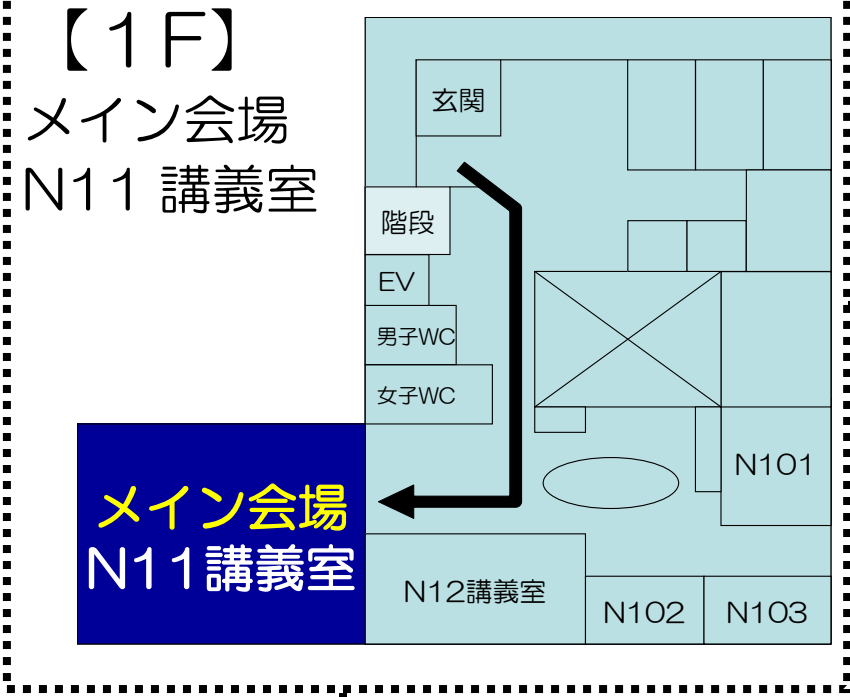 【1F】
メイン会場
N11 講義室
玄関
階段
EV
男子WC
女子WC
N101
メイン会場
N11講義室
N12講義室
N102
N103